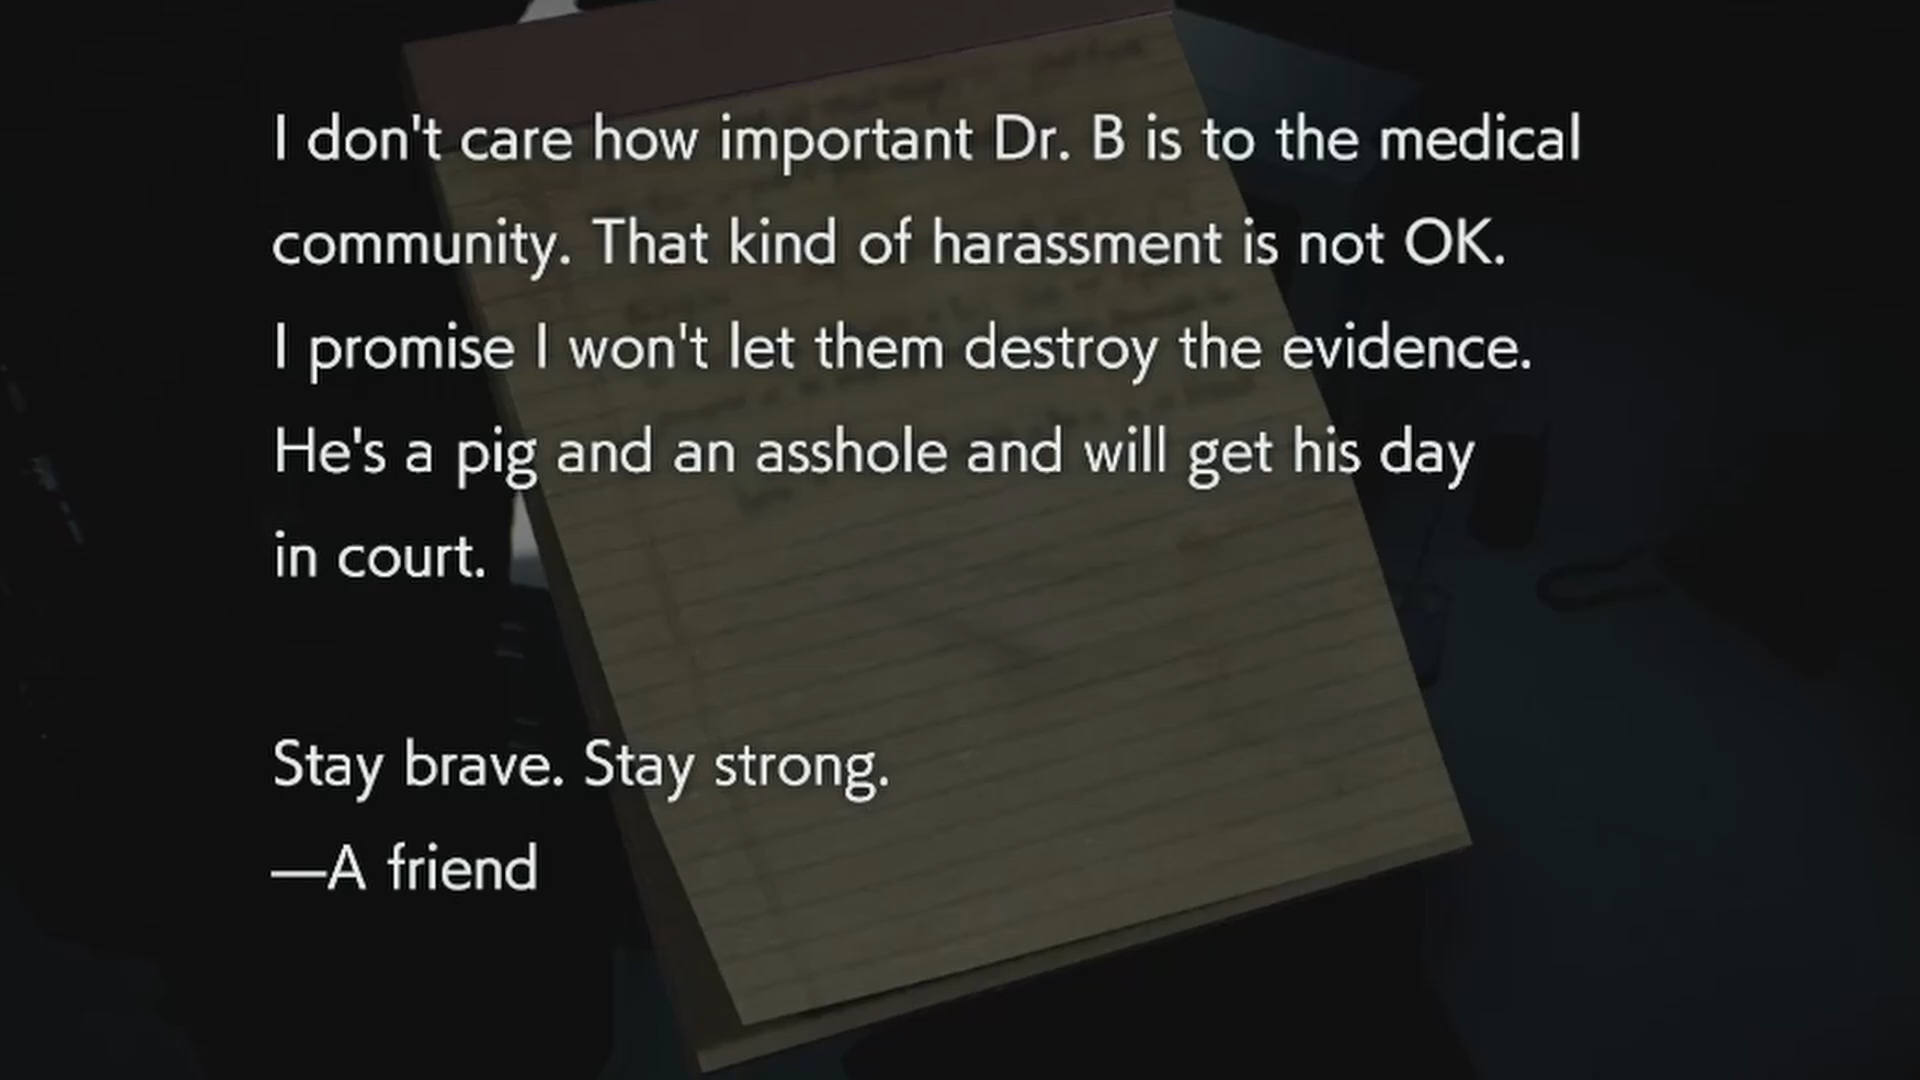 I don't care how important Dr. B is to the medical
community. That kind of harassment is not OK.
I promise I won't let them destroy the evidence.
He's a pig and an asshole and will get his day
in court.
Stay brave. Stay strong.
—A friend